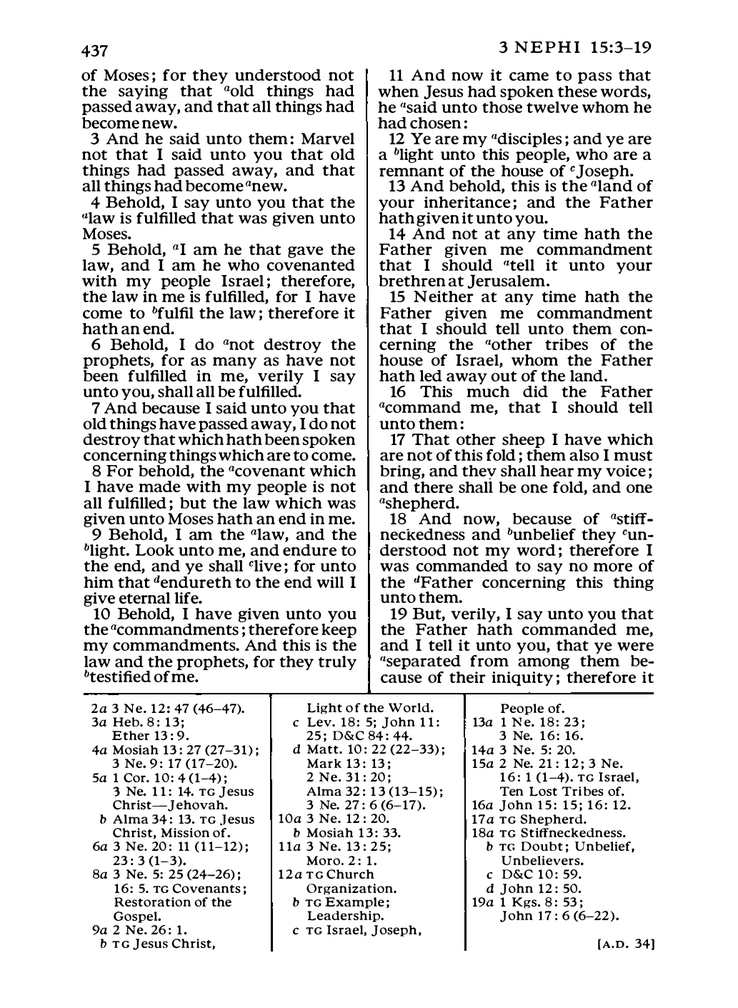 437
3 NEPHI 15:3–19
of Moses; for they understood not
the saying that aold things had
passed away, and that all things had
become new.
3 And he said unto them: Marvel
not that I said unto you that old
things had passed away, and that
all things had become anew.
4 Behold, I say unto you that the
alaw is fulfilled that was given unto
Moses.
5 Behold, aI am he that gave the
law, and I am he who covenanted
with my people Israel; therefore,
the law in me is fulfilled, for I have
come to bfulfil the law; therefore it
hath an end.
6 Behold, I do anot destroy the
prophets, for as many as have not
been fulfilled in me, verily I say
unto you, shall all be fulfilled.
7 And because I said unto you that
old things have passed away, I do not
destroy that which hath been spoken
concerning things which are to come.
8 For behold, the acovenant which
I have made with my people is not
all fulfilled; but the law which was
given unto Moses hath an end in me.
9 Behold, I am the alaw, and the
blight. Look unto me, and endure to
the end, and ye shall clive; for unto
him that dendureth to the end will I
give eternal life.
10 Behold, I have given unto you
the acommandments; therefore keep
my commandments. And this is the
law and the prophets, for they truly
btestified of me.
11 And now it came to pass that
when Jesus had spoken these words,
he asaid unto those twelve whom he
had chosen:
12 Ye are my adisciples; and ye are
a blight unto this people, who are a
remnant of the house of cJoseph.
13 And behold, this is the aland of
your inheritance; and the Father
hath given it unto you.
14 And not at any time hath the
Father given me commandment
that I should atell it unto your
brethren at Jerusalem.
15 Neither at any time hath the
Father given me commandment
that I should tell unto them con-
cerning the aother tribes of the
house of Israel, whom the Father
hath led away out of the land.
16 This much did the Father
acommand me, that I should tell
unto them:
17 That other sheep I have which
are not of this fold; them also I must
bring, and they shall hear my voice;
and there shall be one fold, and one
ashepherd.
18 And now, because of astiff-
neckedness and bunbelief they cun-
derstood not my word; therefore I
was commanded to say no more of
the dFather concerning this thing
unto them.
19 But, verily, I say unto you that
the Father hath commanded me,
and I tell it unto you, that ye were
aseparated from among them be-
cause of their iniquity; therefore it
2a 3 Ne. 12: 47 (46–47).
3a Heb. 8: 13;
Ether 13: 9.
4a Mosiah 13: 27 (27–31);
3 Ne. 9: 17 (17–20).
5a 1 Cor. 10: 4 (1–4);
3 Ne. 11: 14. TG Jesus
Christ—Jehovah.
b Alma 34: 13. TG Jesus
Christ, Mission of.
6a 3 Ne. 20: 11 (11–12);
23: 3 (1–3).
8a 3 Ne. 5: 25 (24–26);
16: 5. TG Covenants;
Restoration of the
Gospel.
9a 2 Ne. 26: 1.
b TG Jesus Christ,
Light of the World.
c Lev. 18: 5; John 11:
25; D&C 84: 44.
d Matt. 10: 22 (22–33);
Mark 13: 13;
2 Ne. 31: 20;
Alma 32: 13 (13–15);
3 Ne. 27: 6 (6–17).
10a 3 Ne. 12: 20.
b Mosiah 13: 33.
11a 3 Ne. 13: 25;
Moro. 2: 1.
12a TG Church
Organization.
b TG Example;
Leadership.
c TG Israel, Joseph,
People of.
13a 1 Ne. 18: 23;
3 Ne. 16: 16.
14a 3 Ne. 5: 20.
15a 2 Ne. 21: 12; 3 Ne.
16: 1 (1–4). TG Israel,
Ten Lost Tribes of.
16a John 15: 15; 16: 12.
17a TG Shepherd.
18a TG Stiffneckedness.
b TG Doubt; Unbelief,
Unbelievers.
c D&C 10: 59.
d John 12: 50.
19a 1 Kgs. 8: 53;
John 17: 6 (6–22).
[A.D. 34]